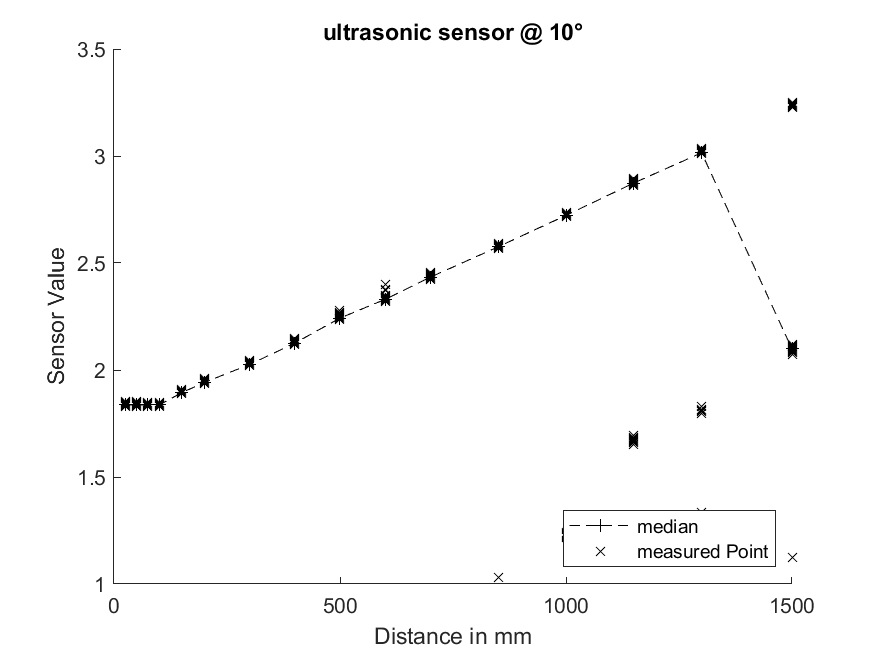 ultrasonic sensor @ 10°
3.5
3
2.5
2
1.5
1
Sensor Value
0
500
1000
1500
Distance in mm
median
measured Point